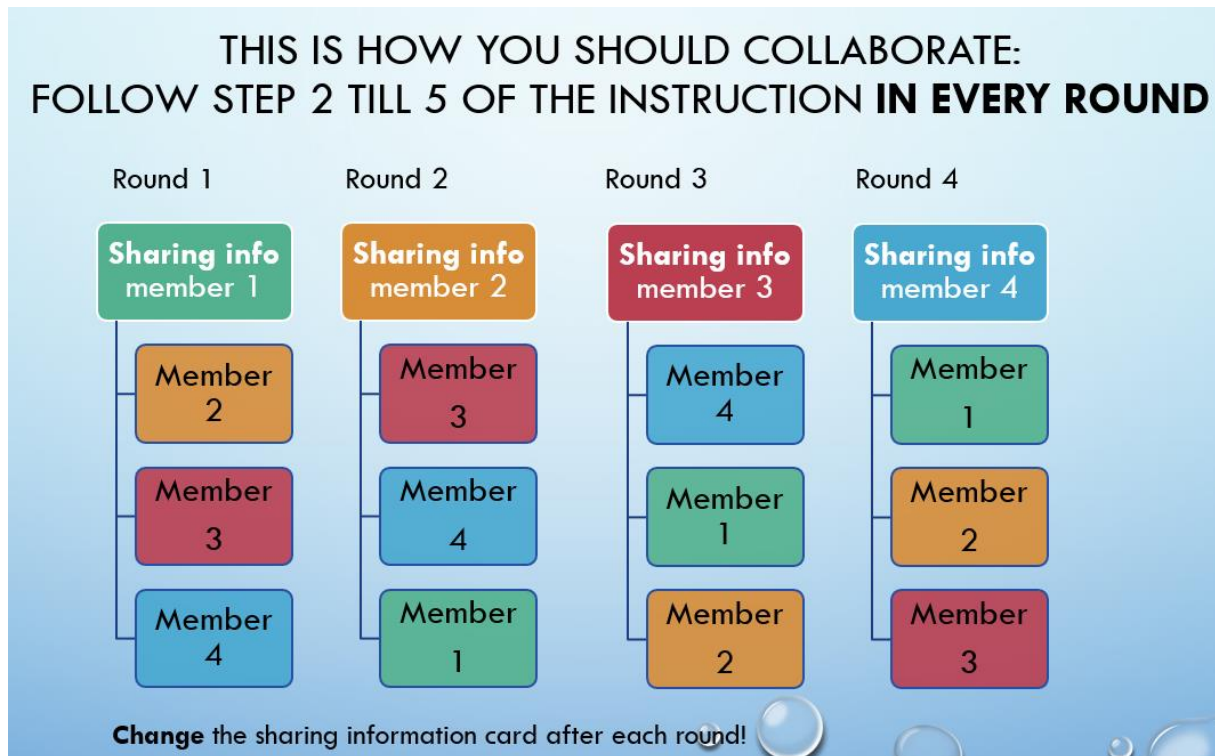 THIS IS HOW YOU SHOULD COLLABORATE:
FOLLOW STEP 2 TILL 5 OF THE INSTRUCTION IN EVERY ROUND
Round 1
Sharing info
member 1
Member
2
Member
3
Member
4
Round 2
Sharing info
member 2
Member
3
Member
4
Member
1
Round 3
Sharing info
member 3
Member
4
Member
1
Member
2
Round 4
Sharing info
member 4
Member
1
Member
2
Member
3
Change the sharing information card after each round!